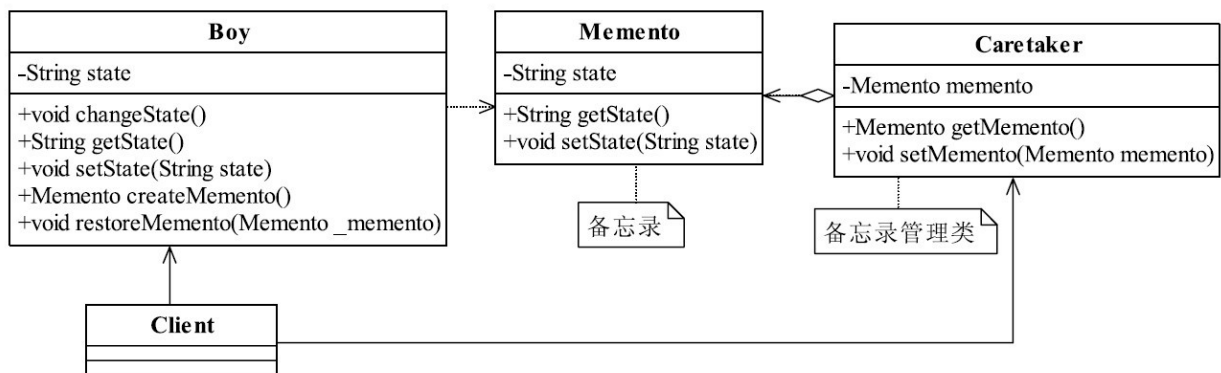 Boy
-String state
+void changeState()
+String getState()
+void setState(String state)
+Memento createMemento()
+void restoreMemento(Memento _memento)
Memento
-String state
+String getState()
+void setState(String state)
备忘录
Caretaker
-Memento memento
+Memento getMemento()
+void setMemento(Memento memento)
备忘录管理类
Client